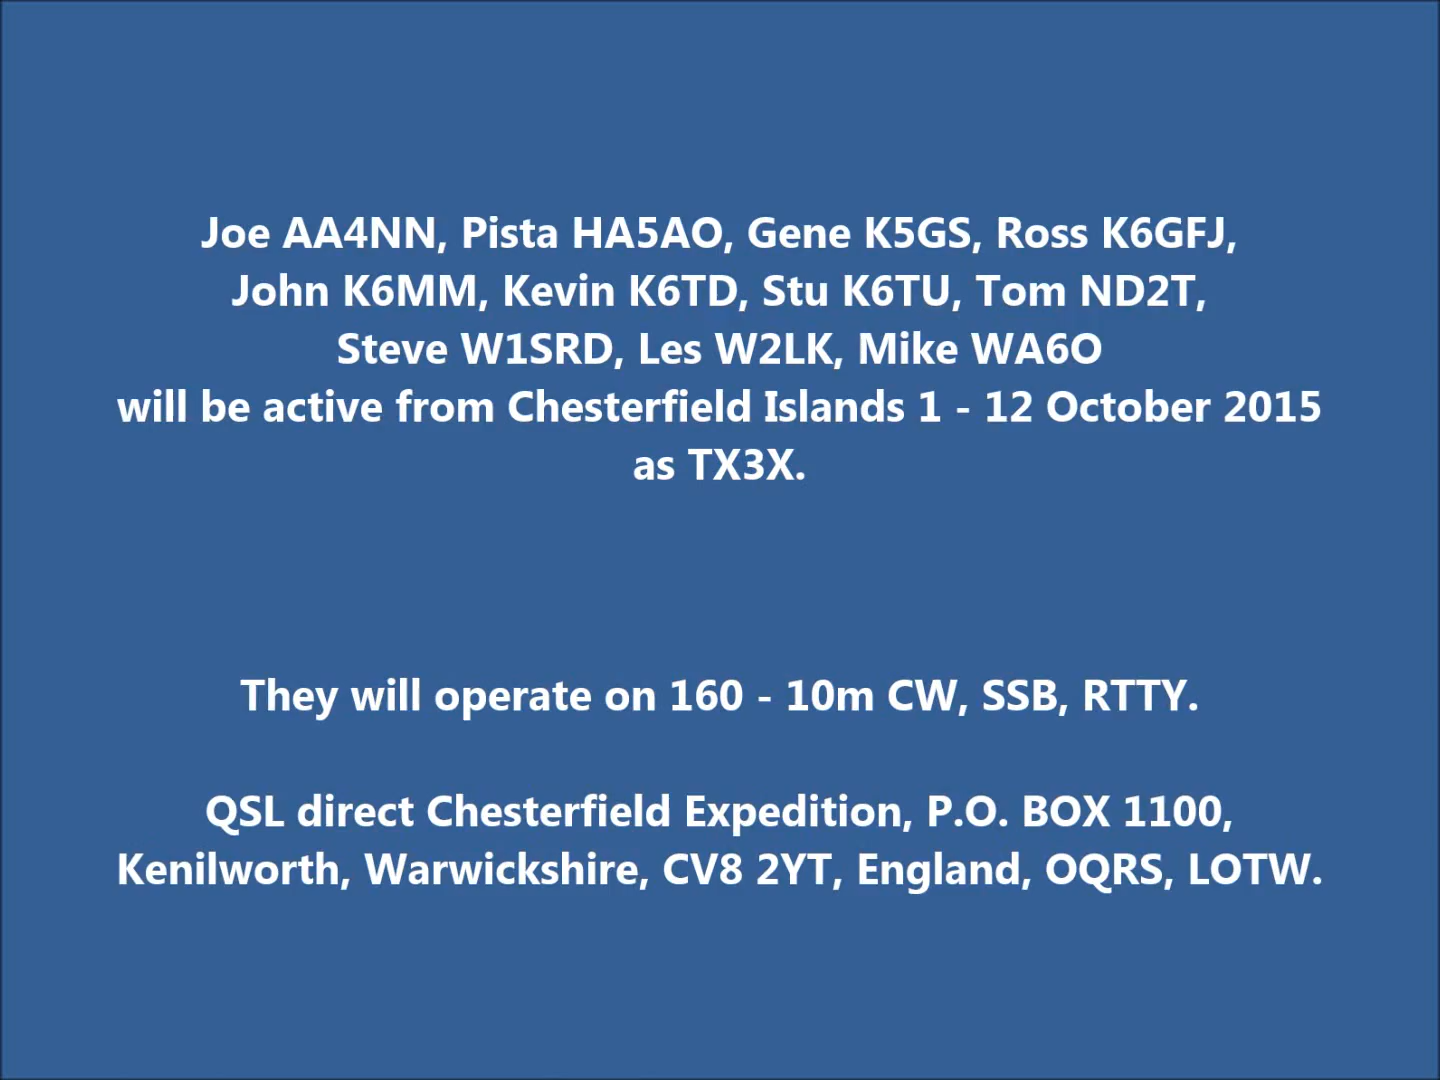 Joe AA4NN, Pista HA5AO, Gene K5GS, Ross K6GFJ,
John K6MM, Kevin K6TD, Stu K6TU, Tom ND2T,
Steve W1SRD, Les W2LK, Mike WA6O
will be active from Chesterfield Islands 1 - 12 October 2015
as TX3X.
They will operate on 160 - 10m CW, SSB, RTTY.
QSL direct Chesterfield Expedition, P.O. BOX 1100,
Kenilworth, Warwickshire, CV8 2YT, England, OQRS, LOTW.